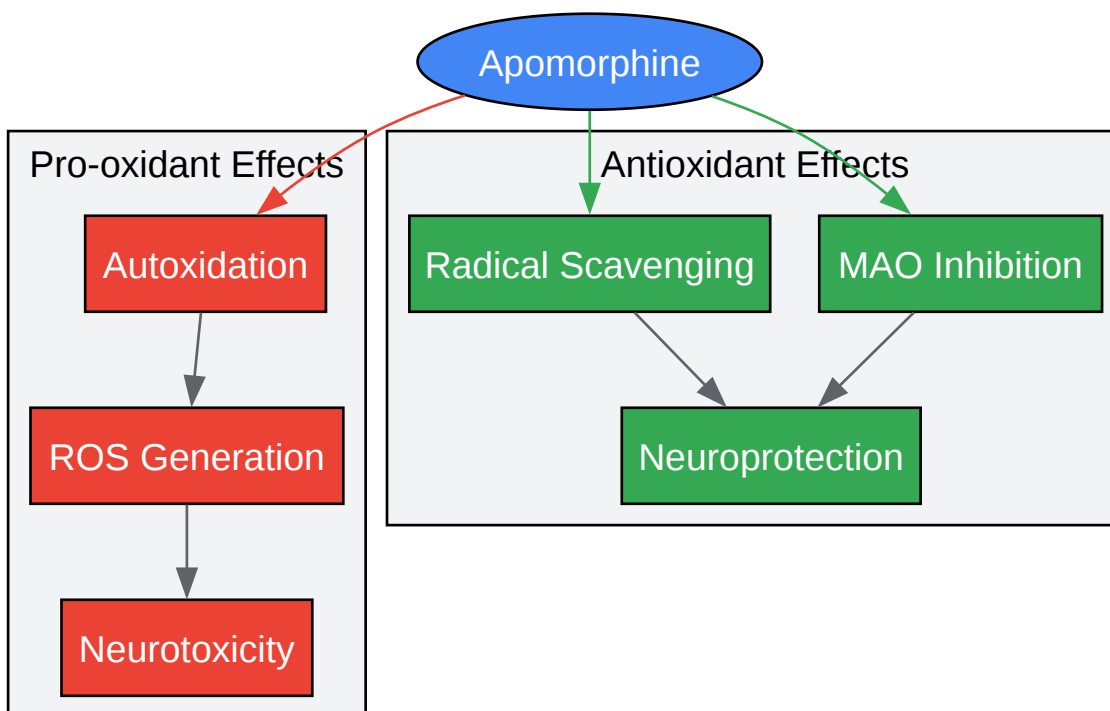 Apomorphine
Pro-oxidant Effects
Antioxidant Effects
Autoxidation
Radical Scavenging
MAO Inhibition
ROS Generation
Neuroprotection
Neurotoxicity